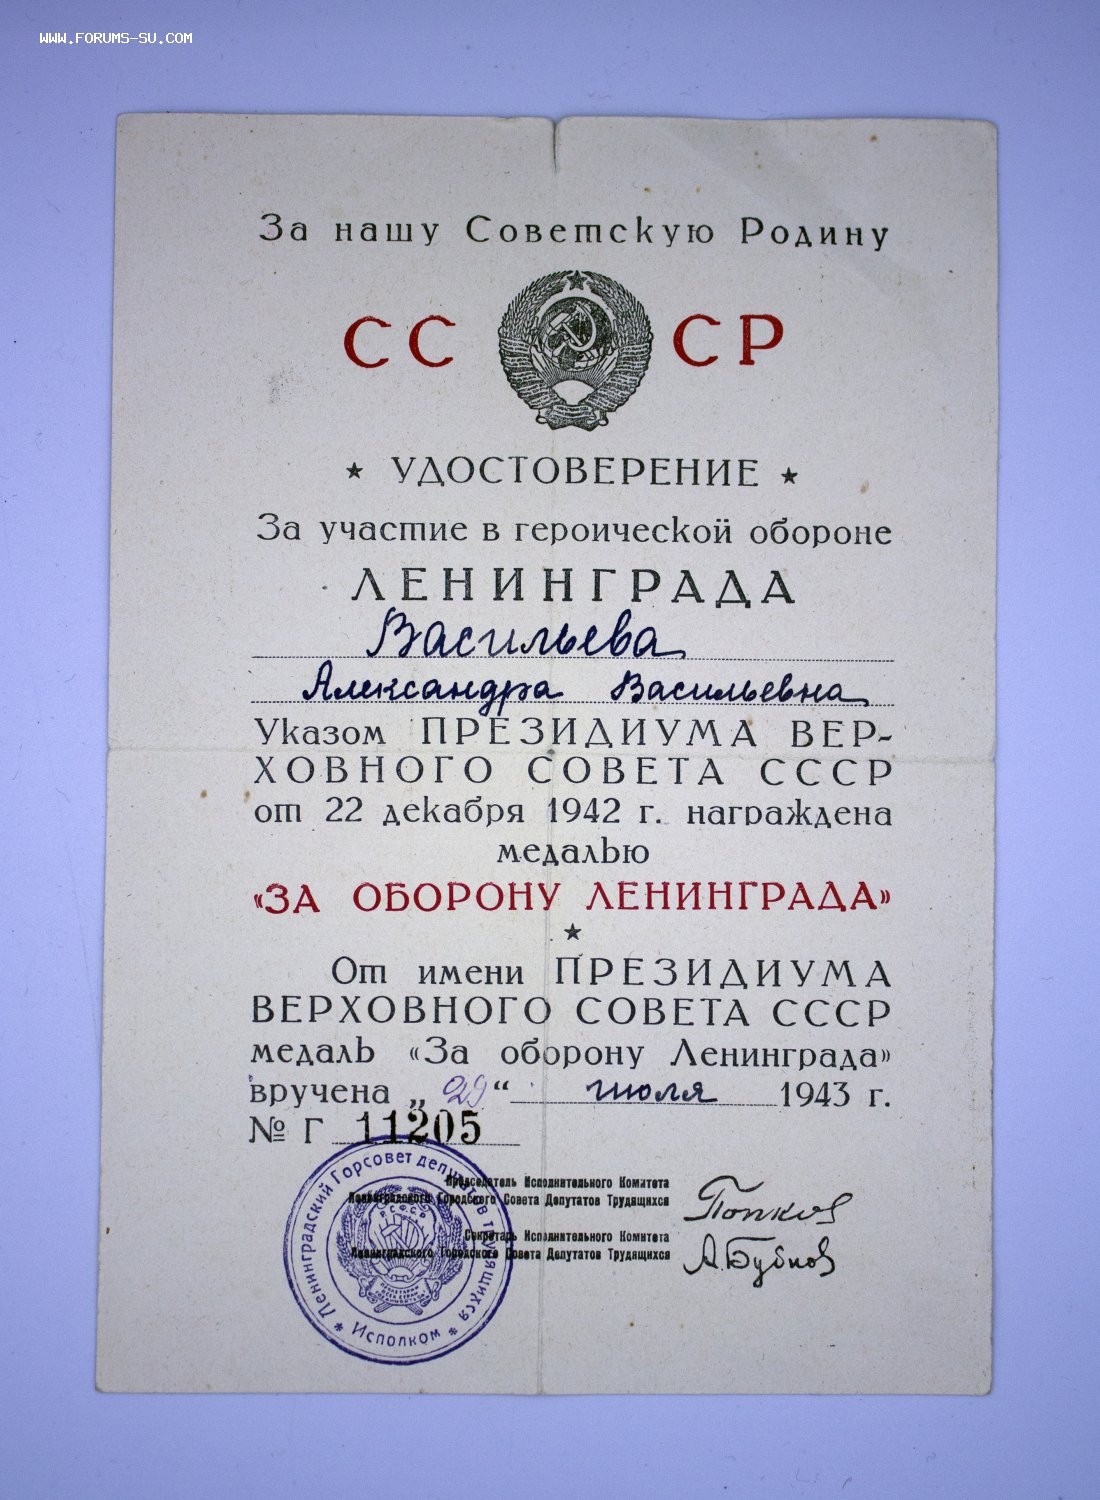 WWW.FORUMS-SU.COM
За нашу Советскую Родину
СС СР
★ УДОСТОВЕРЕНИЕ ★
За участие в героической обороне
ЛЕНИНГРАДА
Васильева
Александра Васильевна
Указом ПРЕЗИДИУМА ВЕР-
ХОВНОГО СОВЕТА СССР
от 22 декабря 1942 г. награждена
медалью
«ЗА ОБОРОНУ ЛЕНИНГРАДА»
★
От имени ПРЕЗИДИУМА
ВЕРХОВНОГО СОВЕТА СССР
медаль «За оборону Ленинграда»
вручена „29“ июля 1943 г.
№ Г 11205
Председатель Исполнительного Комитета
Ленинградского Городского Совета Депутатов Трудящихся
Попков
Секретарь Исполнительного Комитета
Ленинградского Городского Совета Депутатов Трудящихся
А.Бубнов
Ленинградский Горсовет депутатов трудящихся
★ Исполком ★
Р.С.Ф.С.Р